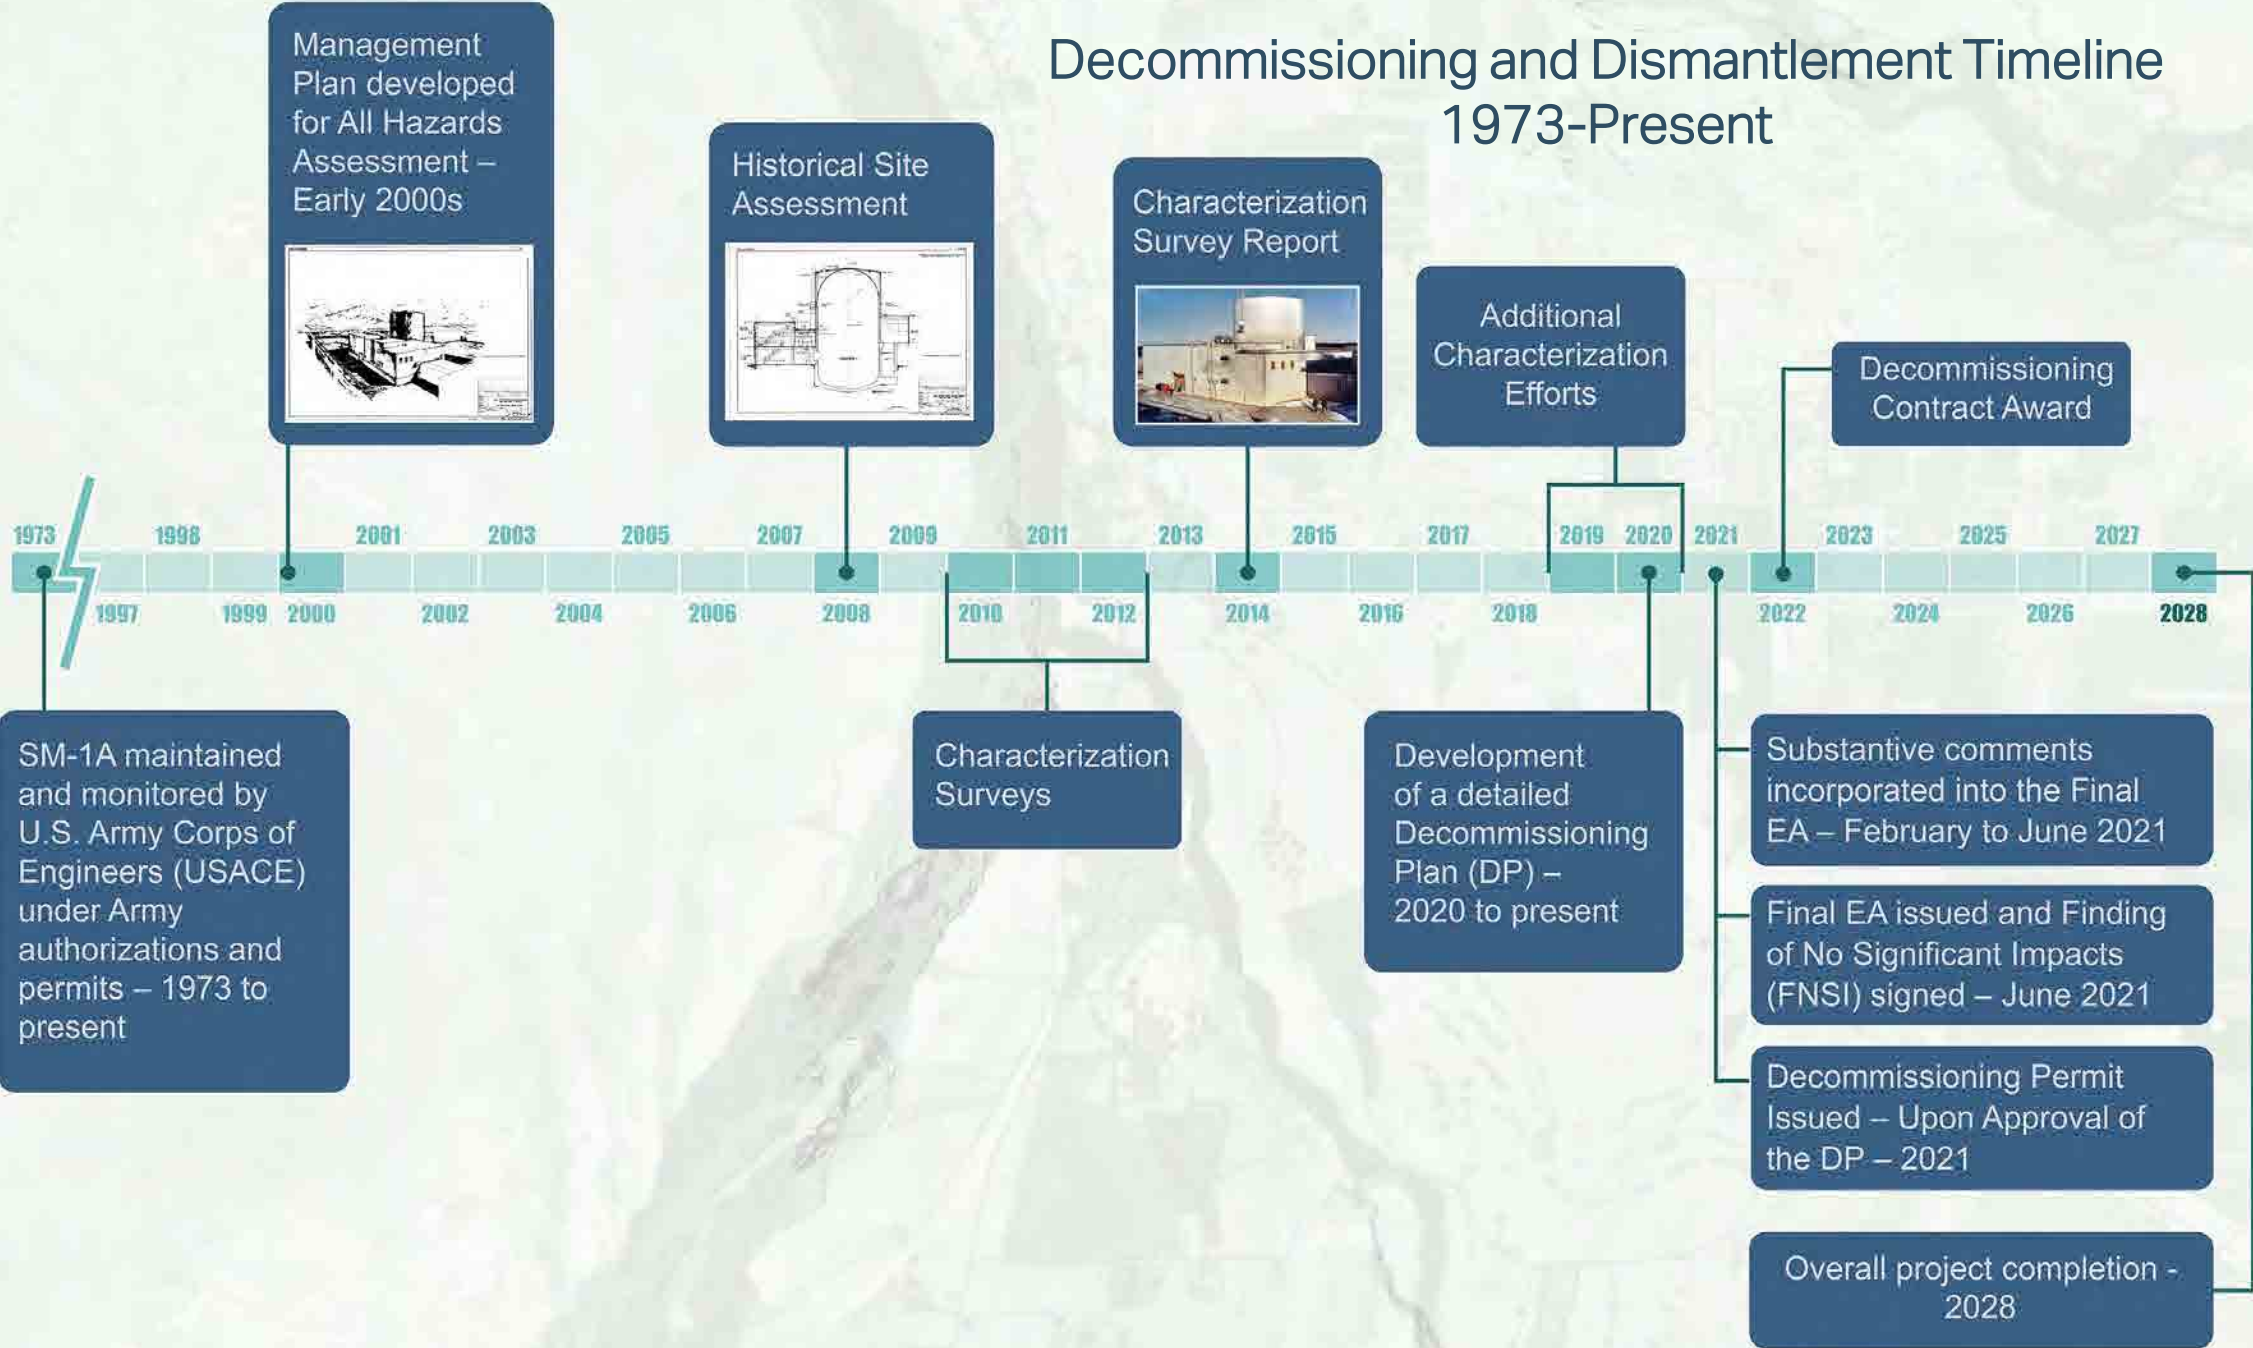 Decommissioning and Dismantlement Timeline
1973-Present
Management
Plan developed
for All Hazards
Assessment –
Early 2000s
Historical Site
Assessment
Characterization
Survey Report
Additional
Characterization
Efforts
Decommissioning
Contract Award
1973
1998
2001
2003
2005
2007
2009
2011
2013
2015
2017
2019
2020
2021
2023
2025
2027
1997
1999
2000
2002
2004
2006
2008
2010
2012
2014
2016
2018
2022
2024
2026
2028
SM-1A maintained
and monitored by
U.S. Army Corps of
Engineers (USACE)
under Army
authorizations and
permits – 1973 to
present
Characterization
Surveys
Development
of a detailed
Decommissioning
Plan (DP) –
2020 to present
Substantive comments
incorporated into the Final
EA – February to June 2021
Final EA issued and Finding
of No Significant Impacts
(FNSI) signed – June 2021
Decommissioning Permit
Issued – Upon Approval of
the DP – 2021
Overall project completion -
2028